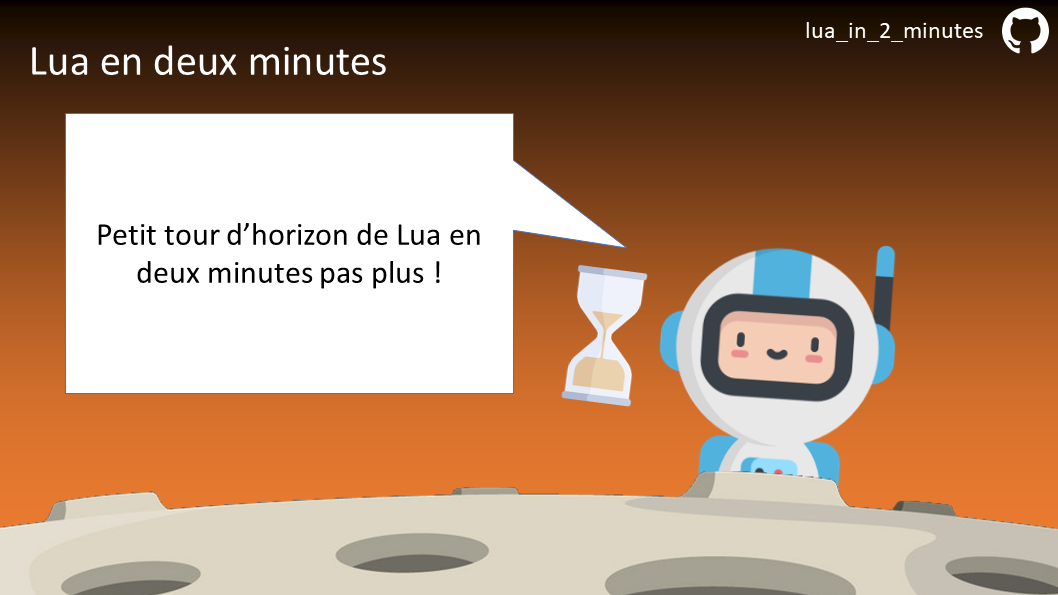 lua_in_2_minutes
Lua en deux minutes
Petit tour d’horizon de Lua en
deux minutes pas plus !